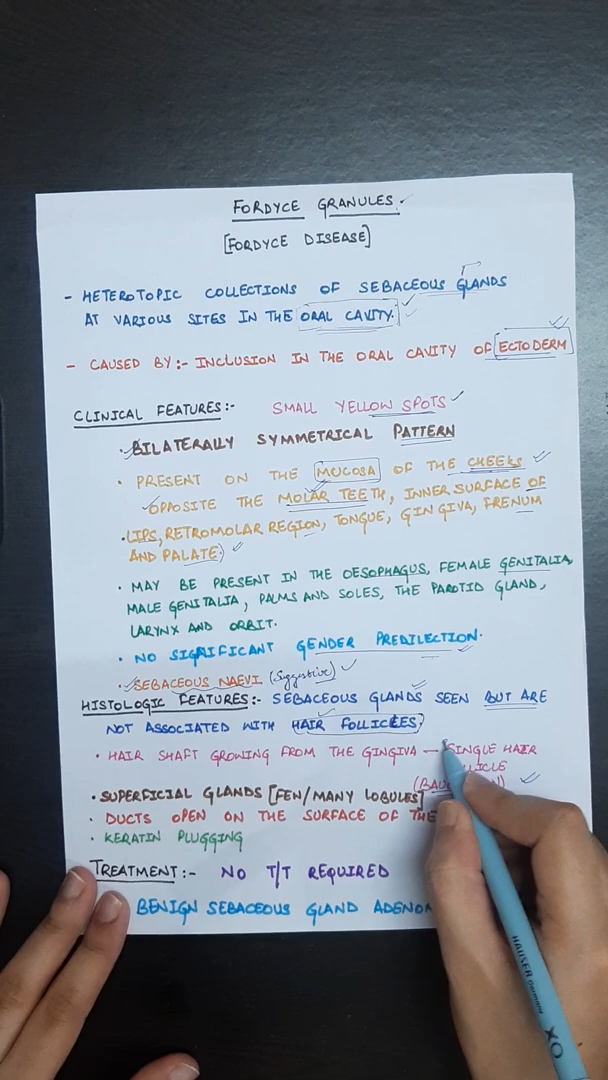 FORDYCE GRANULES.
[FORDYCE DISEASE]
- HETEROTOPIC COLLECTIONS OF SEBACEOUS GLANDS
AT VARIOUS SITES IN THE ORAL CAVITY.
- CAUSED BY:- INCLUSION IN THE ORAL CAVITY OF ECTODERM
CLINICAL FEATURES:- SMALL YELLOW SPOTS
• BILATERALLY SYMMETRICAL PATTERN
• PRESENT ON THE MUCOSA OF THE CHEEKS
OPPOSITE THE MOLAR TEETH, INNER SURFACE OF
• LIPS, RETROMOLAR REGION, TONGUE, GINGIVA, FRENUM
AND PALATE.
• MAY BE PRESENT IN THE OESOPHAGUS, FEMALE GENITALIA,
MALE GENITALIA, PALMS AND SOLES, THE PAROTID GLAND,
LARYNX AND ORBIT.
• NO SIGNIFICANT GENDER PREDILECTION.
• SEBACEOUS NAEVI (Suggestive)
HISTOLOGIC FEATURES:- SEBACEOUS GLANDS SEEN BUT ARE
NOT ASSOCIATED WITH HAIR FOLLICLES.
• HAIR SHAFT GROWING FROM THE GINGIVA — SINGLE HAIR
• SUPERFICIAL GLANDS [FEN/MANY LOBULES]
• DUCTS OPEN ON THE SURFACE OF THE
• KERATIN PLUGGING
TREATMENT:- NO T/T REQUIRED
BENIGN SEBACEOUS GLAND
HAUSER Germany XO